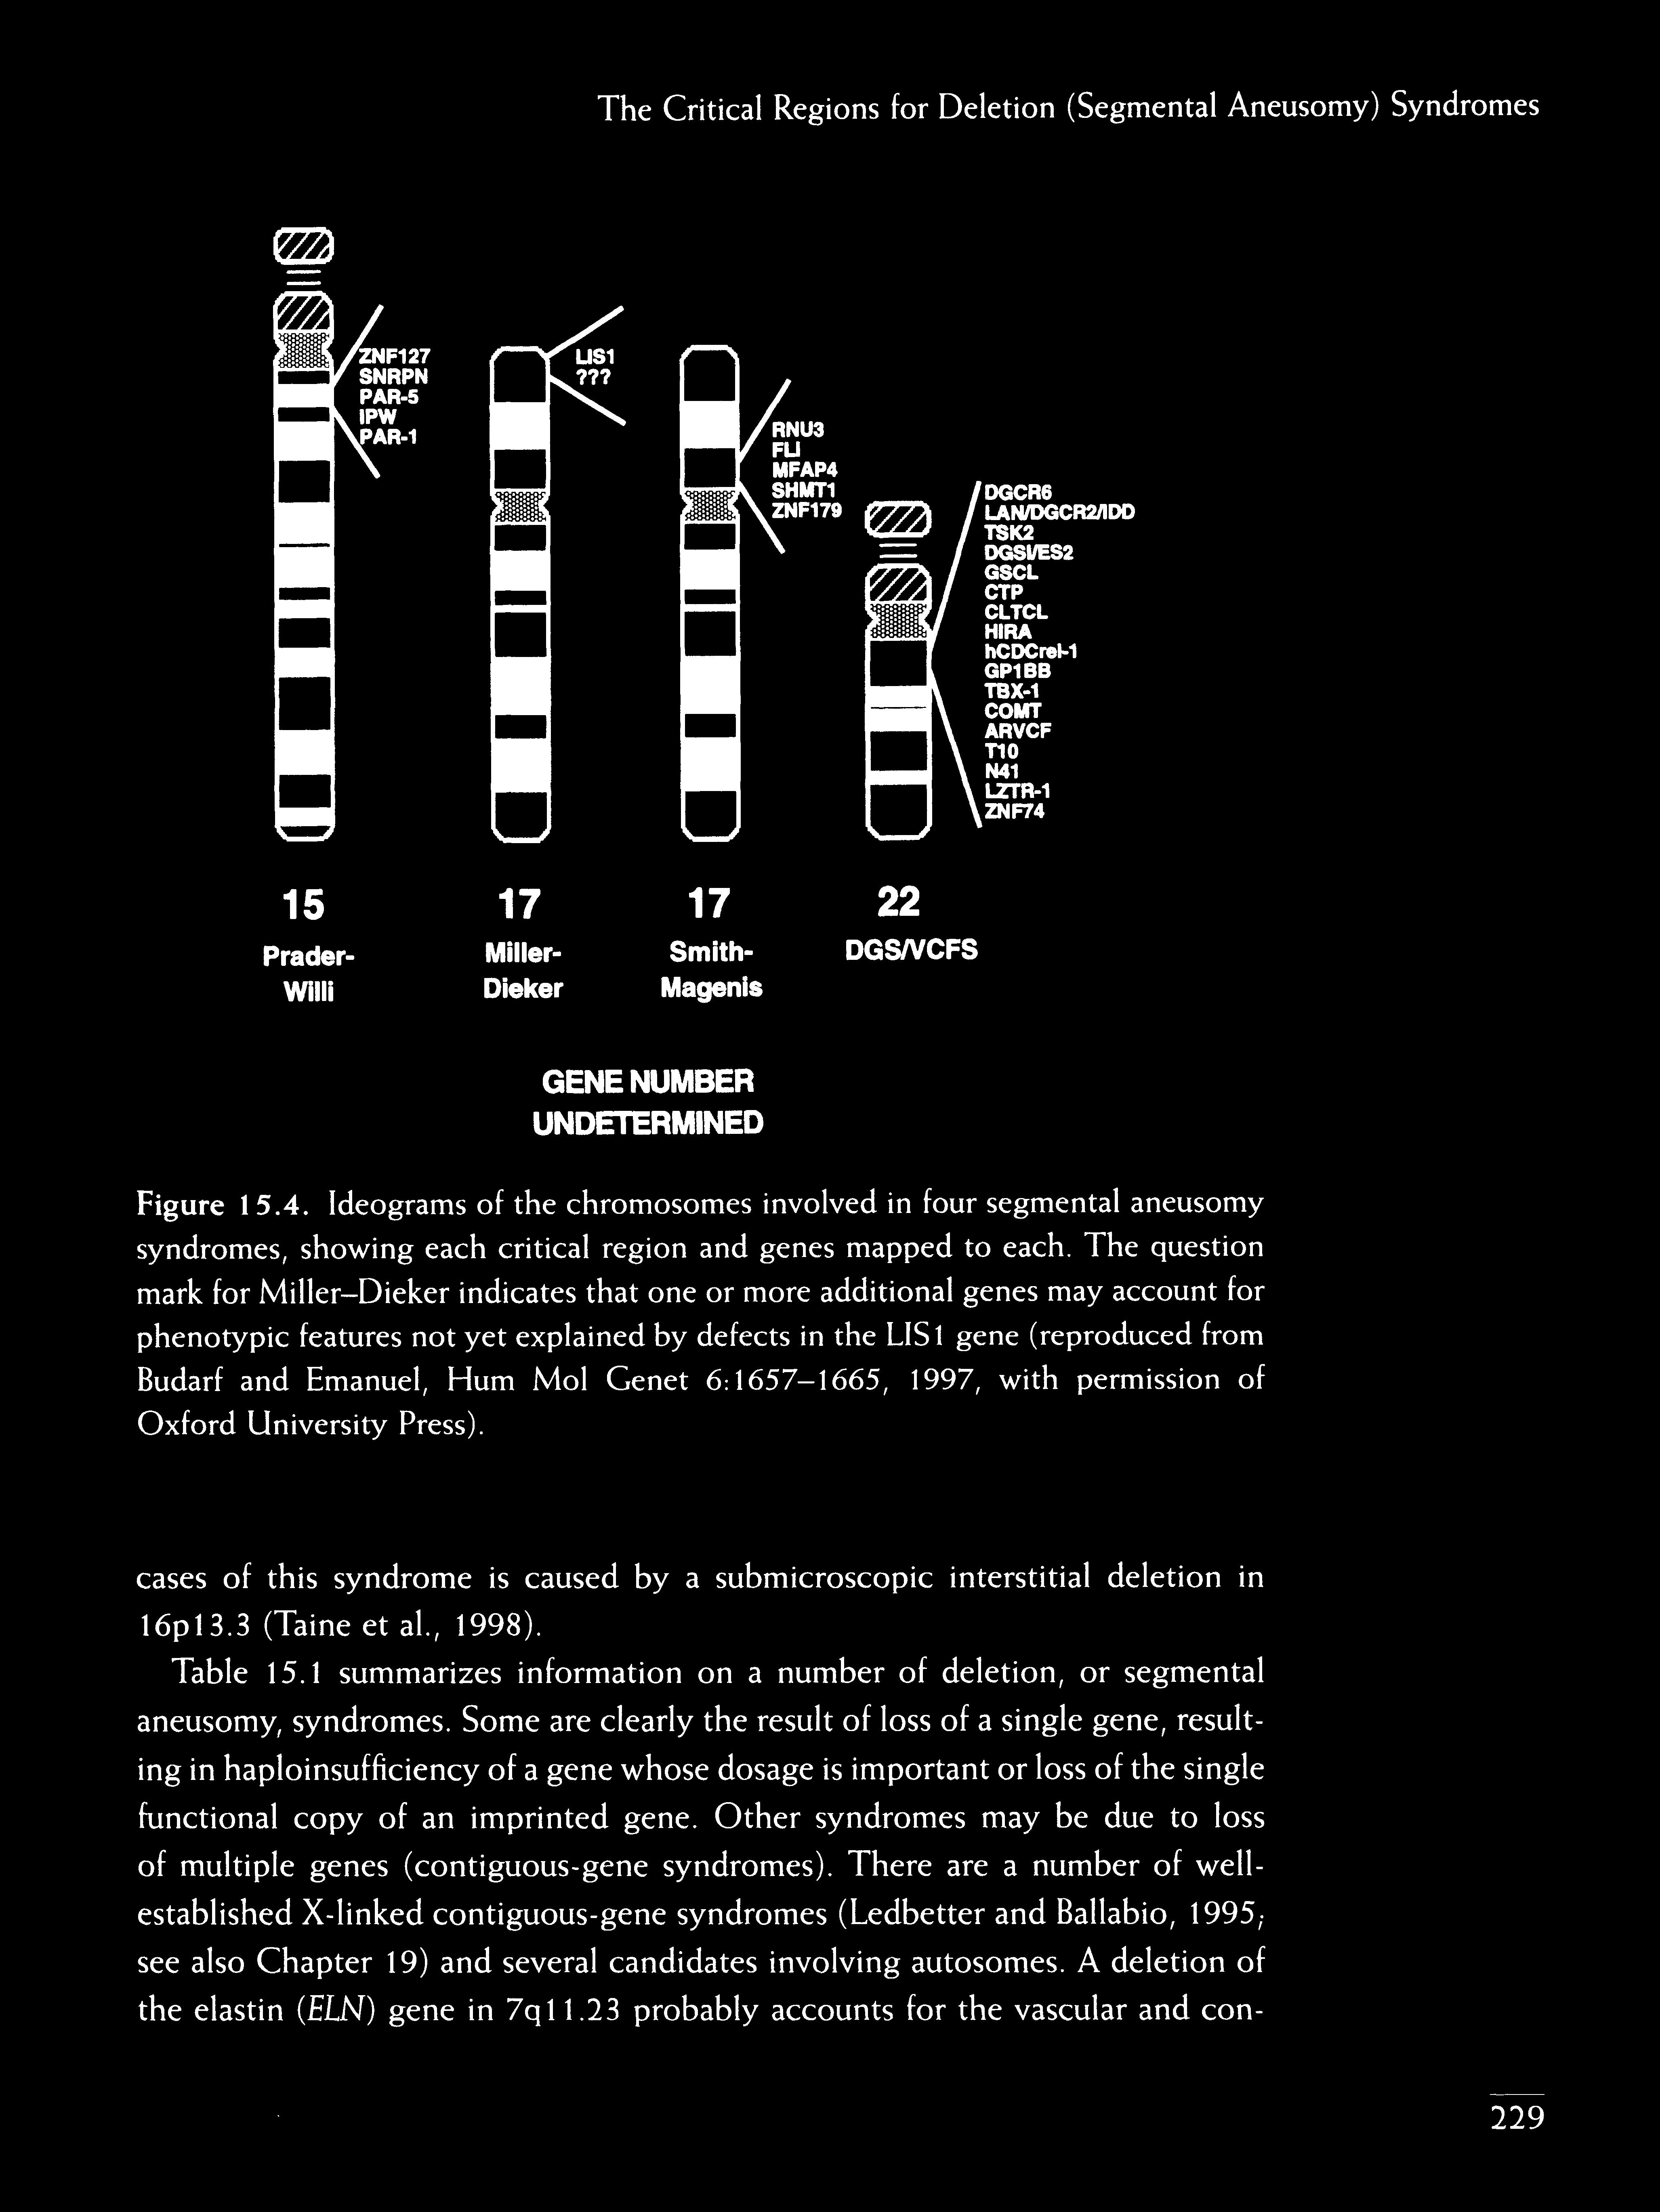 The Critical Regions for Deletion (Segmental Aneusomy) Syndromes
ZNF127
SNRPN
PAR-5
IPW
PAR-1
LIS1
???
RNU3
FLI
MFAP4
SHMT1
ZNF179
DGCR6
LAN/DGCR2/IDD
TSK2
DGSI/ES2
GSCL
CTP
CLTCL
HIRA
hCDCrel-1
GP1BB
TBX-1
COMT
ARVCF
T10
N41
LZTR-1
ZNF74
15
Prader-
Willi
17
Miller-
Dieker
17
Smith-
Magenis
22
DGS/VCFS
GENE NUMBER
UNDETERMINED
Figure 15.4. Ideograms of the chromosomes involved in four segmental aneusomy
syndromes, showing each critical region and genes mapped to each. The question
mark for Miller–Dieker indicates that one or more additional genes may account for
phenotypic features not yet explained by defects in the LIS1 gene (reproduced from
Budarf and Emanuel, Hum Mol Genet 6:1657–1665, 1997, with permission of
Oxford University Press).
cases of this syndrome is caused by a submicroscopic interstitial deletion in
16p13.3 (Taine et al., 1998).
Table 15.1 summarizes information on a number of deletion, or segmental
aneusomy, syndromes. Some are clearly the result of loss of a single gene, result-
ing in haploinsufficiency of a gene whose dosage is important or loss of the single
functional copy of an imprinted gene. Other syndromes may be due to loss
of multiple genes (contiguous-gene syndromes). There are a number of well-
established X-linked contiguous-gene syndromes (Ledbetter and Ballabio, 1995;
see also Chapter 19) and several candidates involving autosomes. A deletion of
the elastin (ELN) gene in 7q11.23 probably accounts for the vascular and con-
229